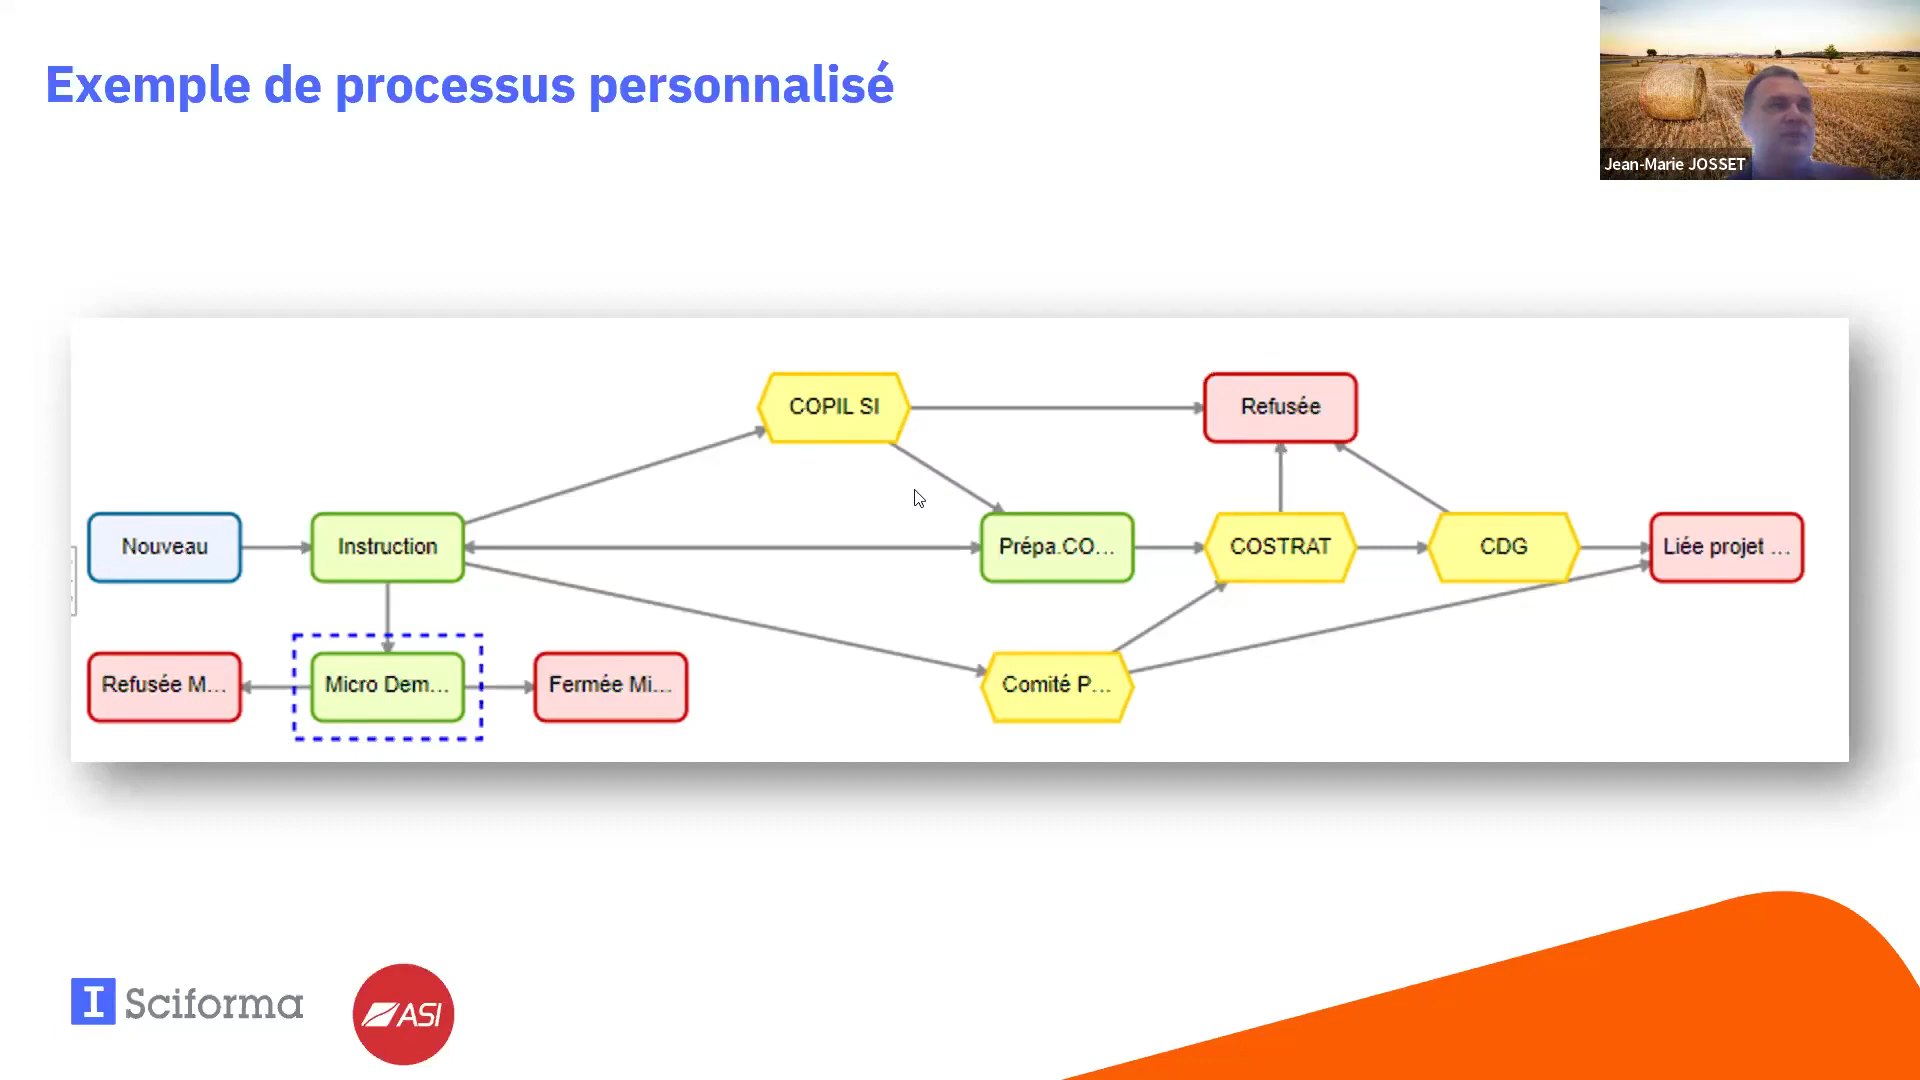 Exemple de processus personnalisé
Jean-Marie JOSSET
COPIL SI
Refusée
Nouveau
Instruction
Prépa.CO...
COSTRAT
CDG
Liée projet ...
Refusée M...
Micro Dem...
Fermée Mi...
Comité P...
Sciforma
ASI